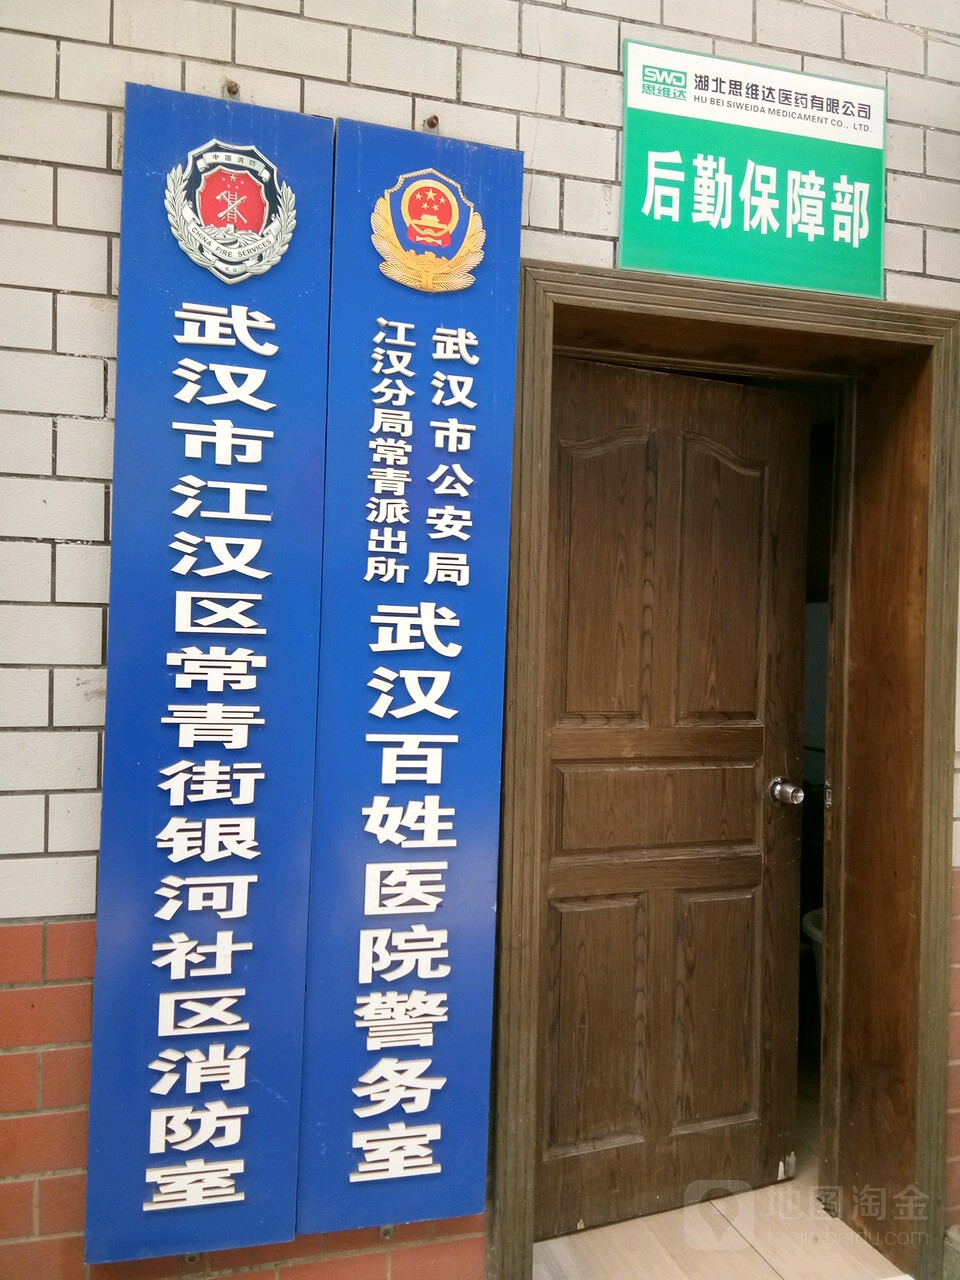 中国消防
CHINA FIRE SERVICES
武汉市江汉区常青街银河社区消防室
武汉市公安局
江汉分局常青派出所
武汉百姓医院警务室
SWD
思维达
湖北思维达医药有限公司
HU BEI SIWEIDA MEDICAMENT CO., LTD.
后勤保障部
地图淘金
taojin.baidu.com